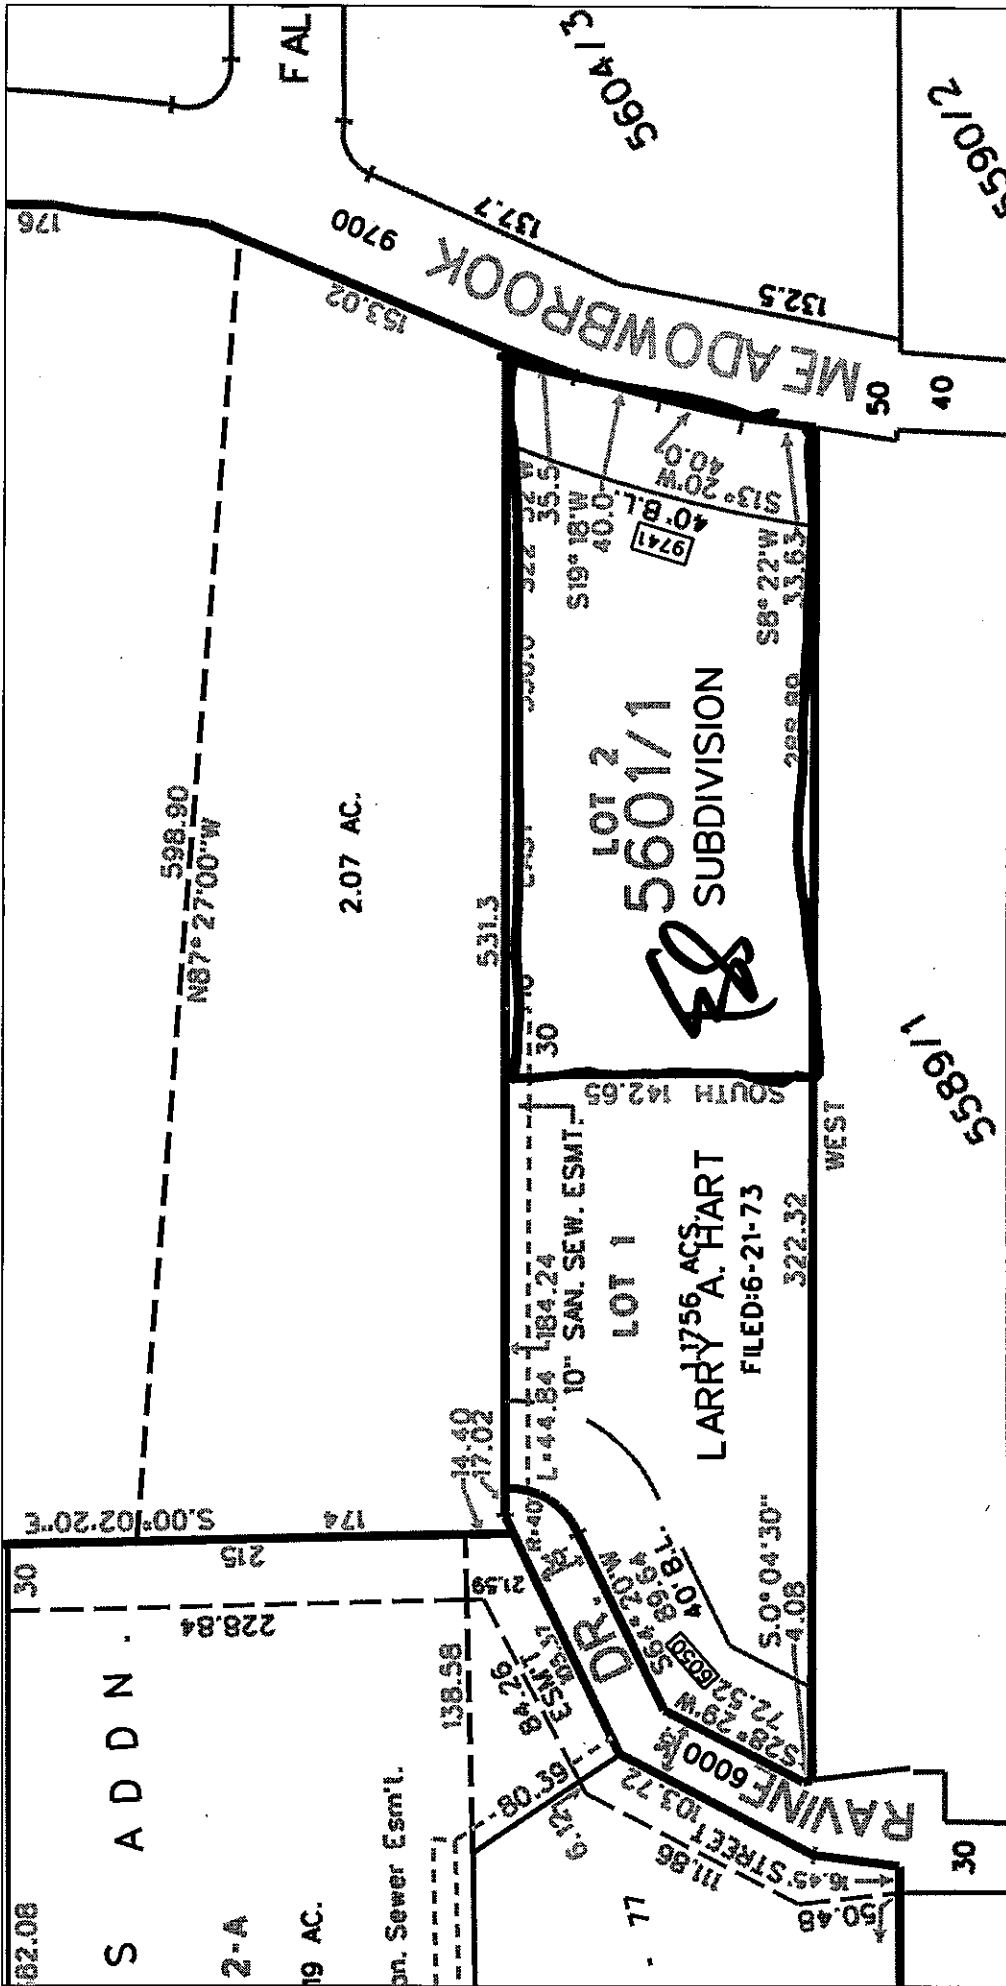 FAL
5604/3
5590/2
176
9700
137.7
153.02
MEADOWBROOK
132.5
50
40
S19° 18'W
40.0
35.5
S13° 20'W
40.07
40' B.L.
9741
S8° 22'W
33.63
598.90
N87° 27'00"W
2.07 AC.
531.3
LOT 2
5601/1
SUBDIVISION
30
SOUTH 142.65
WEST
5589/1
10" SAN. SEW. ESMT.
184.24
L=44.84
LOT 1
1.1756 ACS.
LARRY A. HART
FILED:6-21-73
322.32
14.49
17.02
R=40'
S.00°02'20"E
174
215
30
228.84
21.59
138.58
84.26
ESM'T.
DR.
S64° 20'W
89.64
40' B.L.
6050
S.0°04'30"
4.08
S28° 29'W
72.52
6000
RAVINE
STREET
103.72
111.86
80.39
6.12
16.45'
50.48
30
77
S ADDN.
62.08
2-A
19 AC.
on. Sewer Esm't.